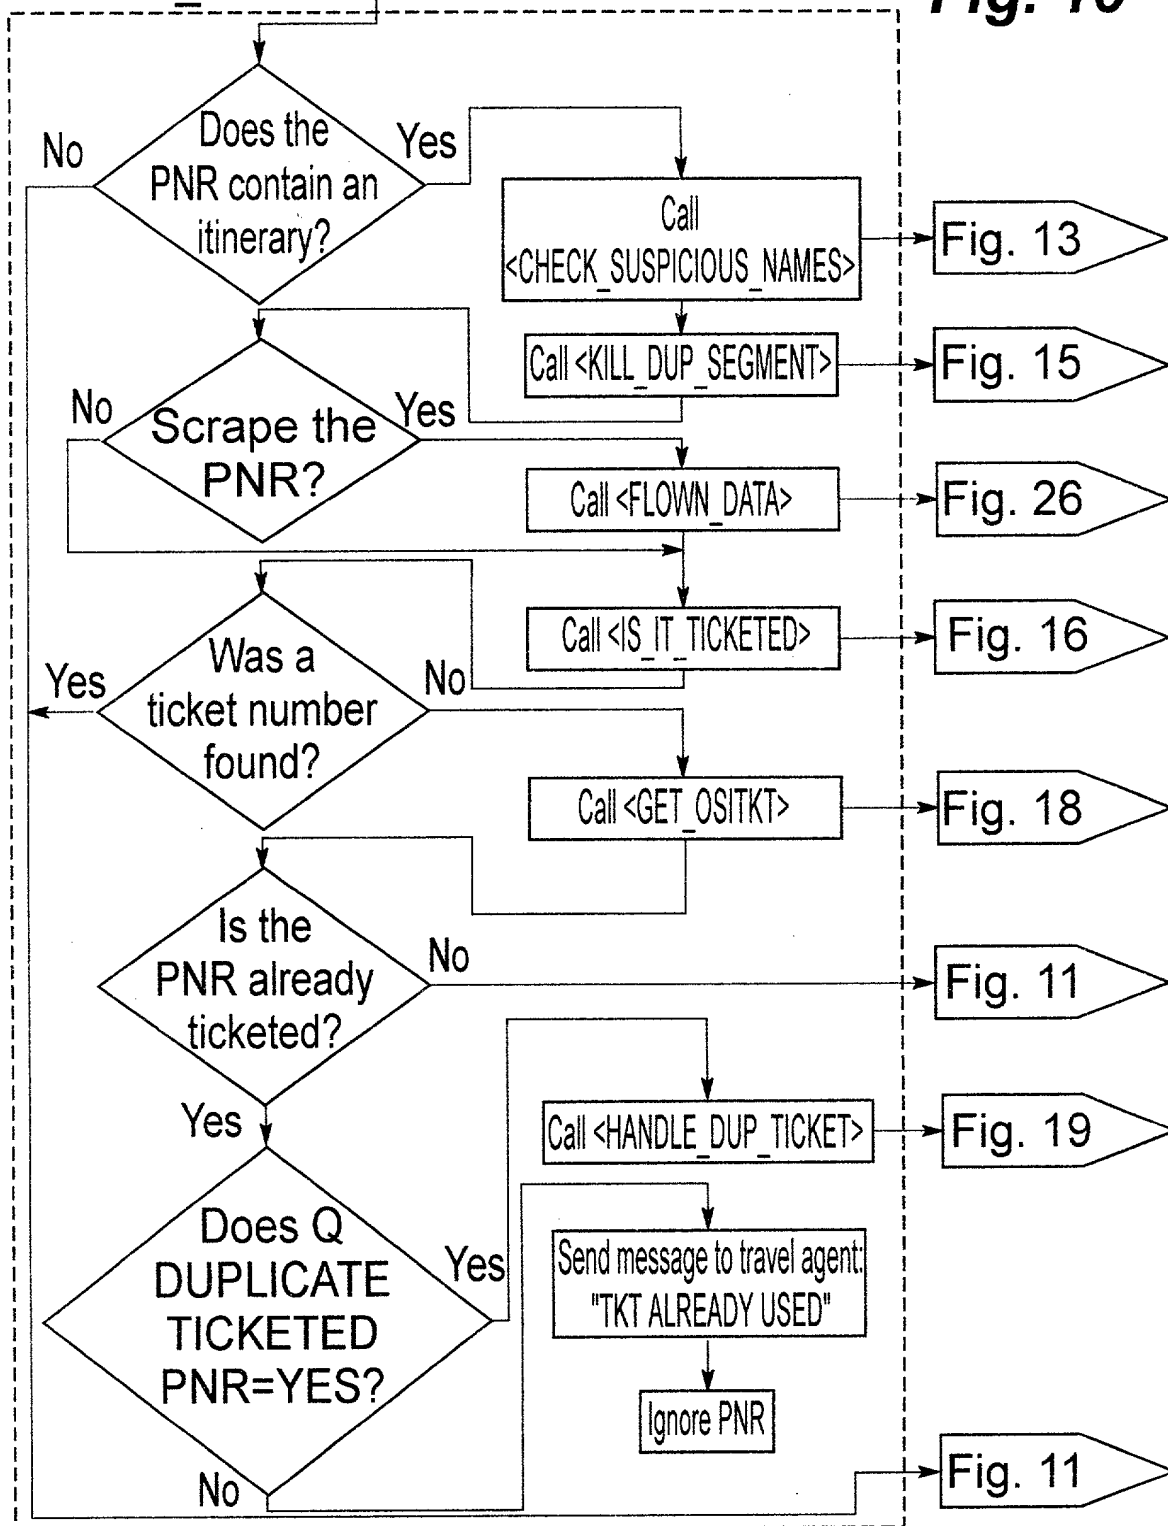 Does the
PNR contain an
itinerary?
No
Yes
Call
<CHECK_SUSPICIOUS_NAMES>
Fig. 13
Call <KILL_DUP_SEGMENT>
Fig. 15
Scrape the
PNR?
No
Yes
Call <FLOWN_DATA>
Fig. 26
Call <IS_IT_TICKETED>
Fig. 16
Was a
ticket number
found?
Yes
No
Call <GET_OSITKT>
Fig. 18
Is the
PNR already
ticketed?
No
Fig. 11
Yes
Call <HANDLE_DUP_TICKET>
Fig. 19
Does Q
DUPLICATE
TICKETED
PNR=YES?
Yes
Send message to travel agent:
"TKT ALREADY USED"
Ignore PNR
No
Fig. 11